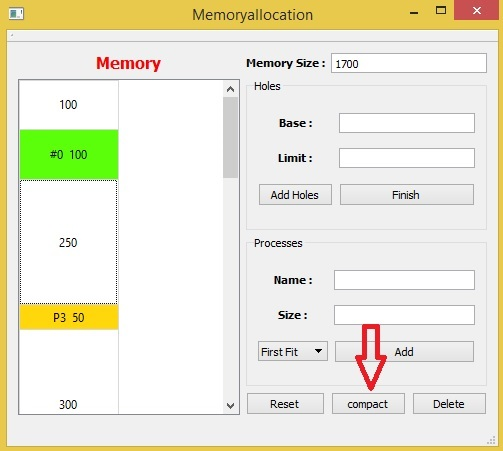 Memoryallocation
Memory
100
#0 100
250
P3 50
300
Memory Size : 1700
Holes
Base :
Limit :
Add Holes Finish
Processes
Name :
Size :
First Fit Add
Reset compact Delete